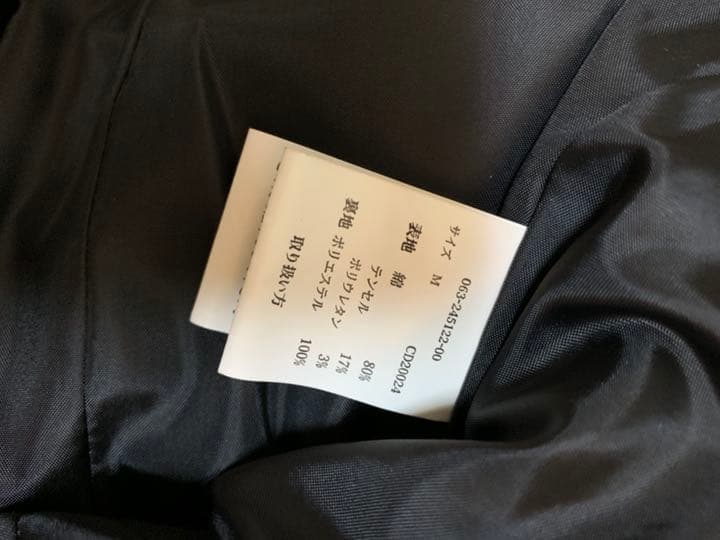 063-245122-00
サイズ M CD20024
表地 綿 80%
テンセル 17%
ポリウレタン 3%
裏地 ポリエステル 100%
取り扱い方